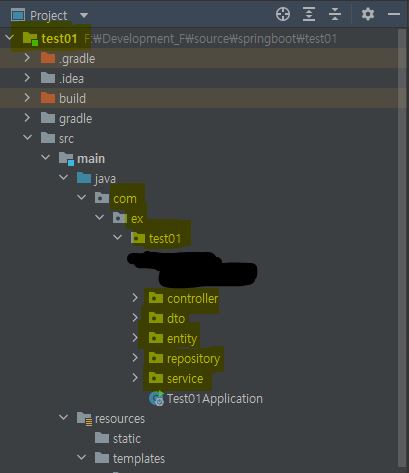 Project
test01 F:₩Development_F₩source₩springboot₩test01
.gradle
.idea
build
gradle
src
main
java
com
ex
test01
controller
dto
entity
repository
service
Test01Application
resources
static
templates